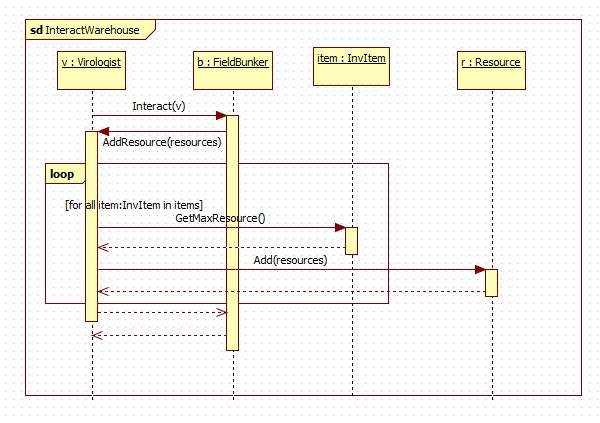 sd InteractWarehouse
v : Virologist
b : FieldBunker
item : InvItem
r : Resource
Interact(v)
AddResource(resources)
loop
[for all item:InvItem in items]
GetMaxResource()
Add(resources)